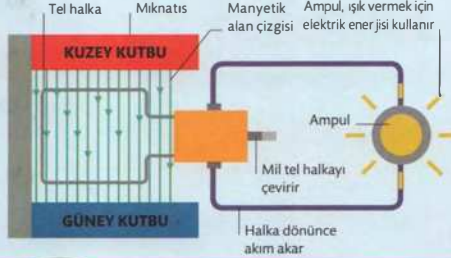 Tel halka
Mıknatıs
Manyetik
alan çizgisi
Ampul, ışık vermek için
elektrik enerjisi kullanır
KUZEY KUTBU
Ampul
Mil tel halkayı
çevirir
GÜNEY KUTBU
Halka dönünce
akım akar